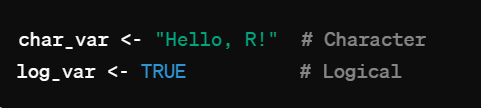 char_var <- "Hello, R!"  # Character
log_var <- TRUE          # Logical